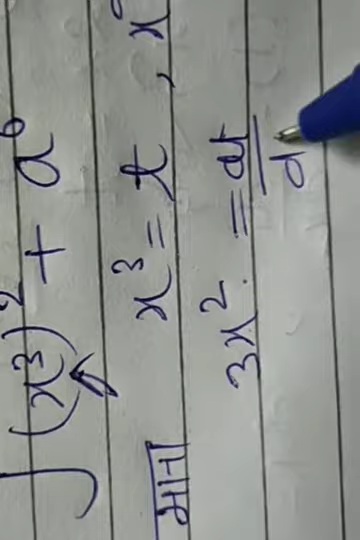 ∫ (x³)² + a⁶
माना x³ = t, x
3x² = dt/d